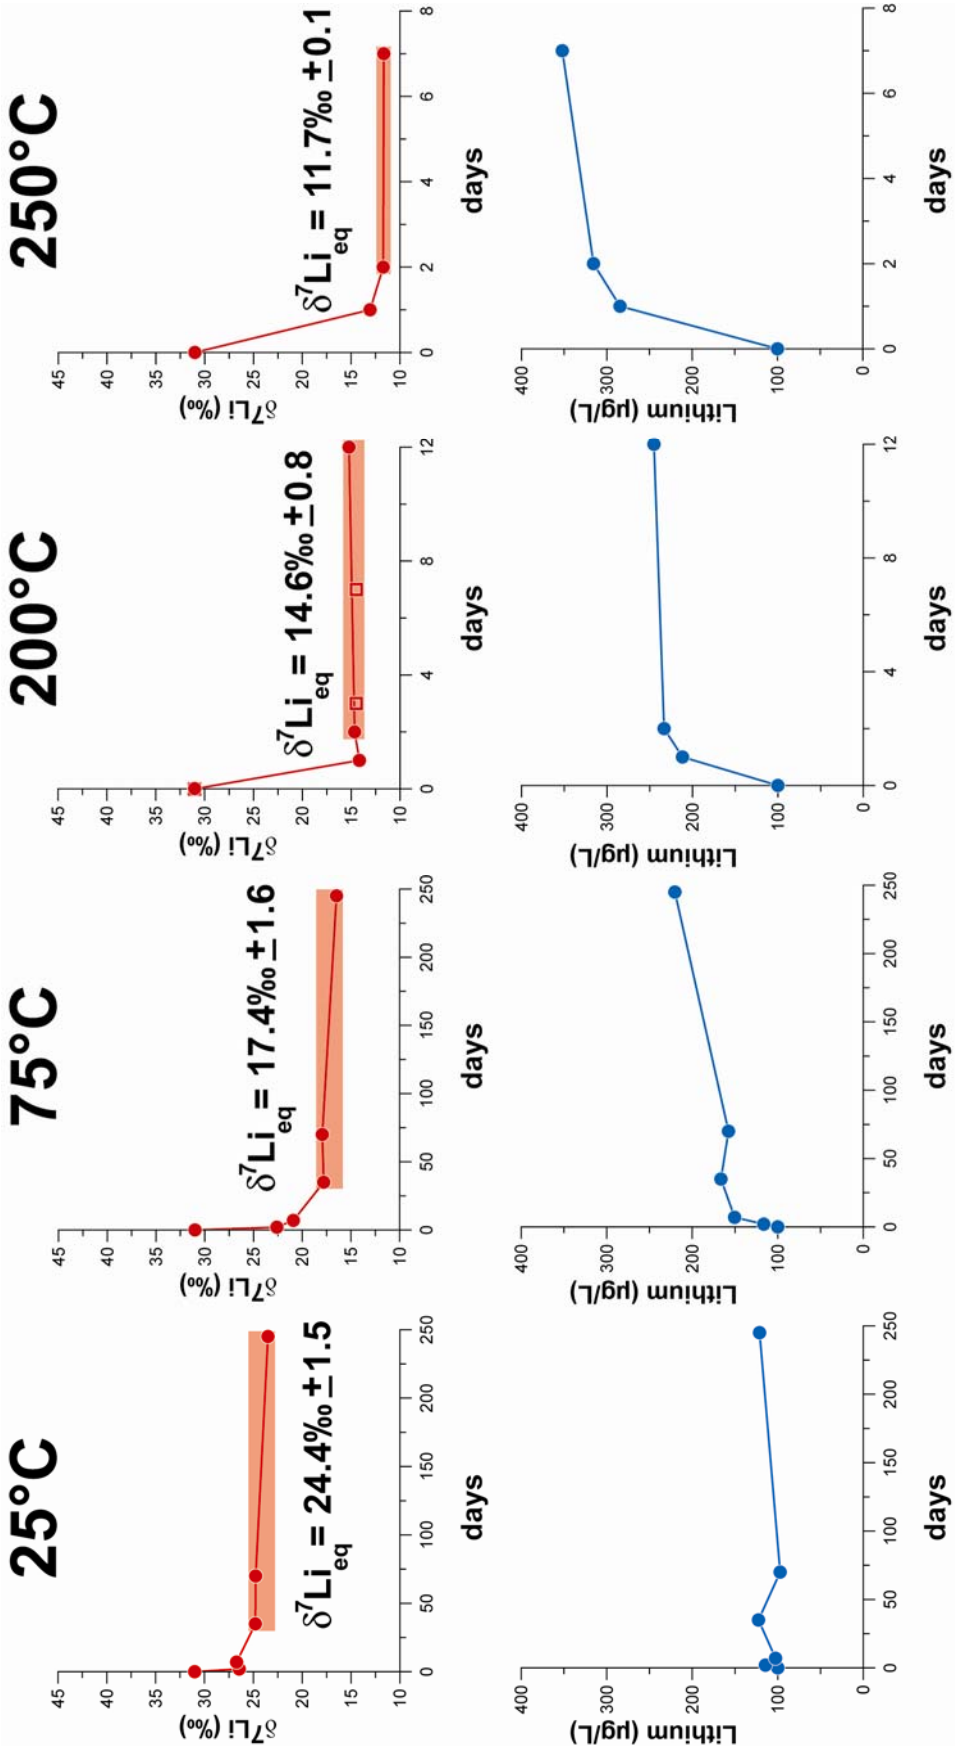 25°C
75°C
200°C
250°C
δ⁷Li (‰)
45
40
35
30
25
20
15
10
δ⁷Li_eq = 24.4‰ ±1.5
0 50 100 150 200 250
days
δ⁷Li (‰)
45
40
35
30
25
20
15
10
δ⁷Li_eq = 17.4‰ ±1.6
0 50 100 150 200 250
days
δ⁷Li (‰)
45
40
35
30
25
20
15
10
δ⁷Li_eq = 14.6‰ ±0.8
0 4 8 12
days
δ⁷Li (‰)
45
40
35
30
25
20
15
10
δ⁷Li_eq = 11.7‰ ±0.1
0 2 4 6 8
days
Lithium (µg/L)
400
300
200
100
0
0 50 100 150 200 250
days
Lithium (µg/L)
400
300
200
100
0
0 50 100 150 200 250
days
Lithium (µg/L)
400
300
200
100
0
0 4 8 12
days
Lithium (µg/L)
400
300
200
100
0
0 2 4 6 8
days